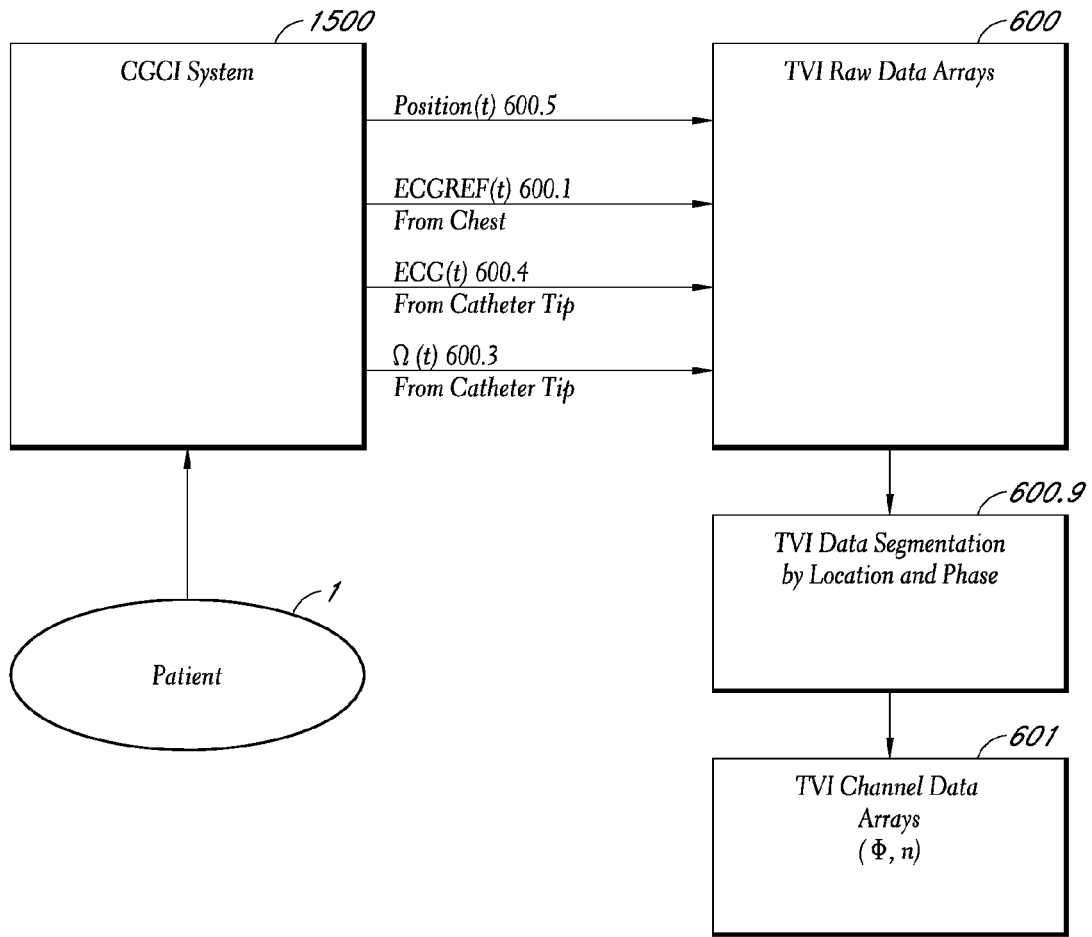 1500
CGCI System
600
TVI Raw Data Arrays
Position(t) 600.5
ECGREF(t) 600.1
From Chest
ECG(t) 600.4
From Catheter Tip
Ω (t) 600.3
From Catheter Tip
600.9
TVI Data Segmentation
by Location and Phase
1
Patient
601
TVI Channel Data
Arrays
( Φ, n)